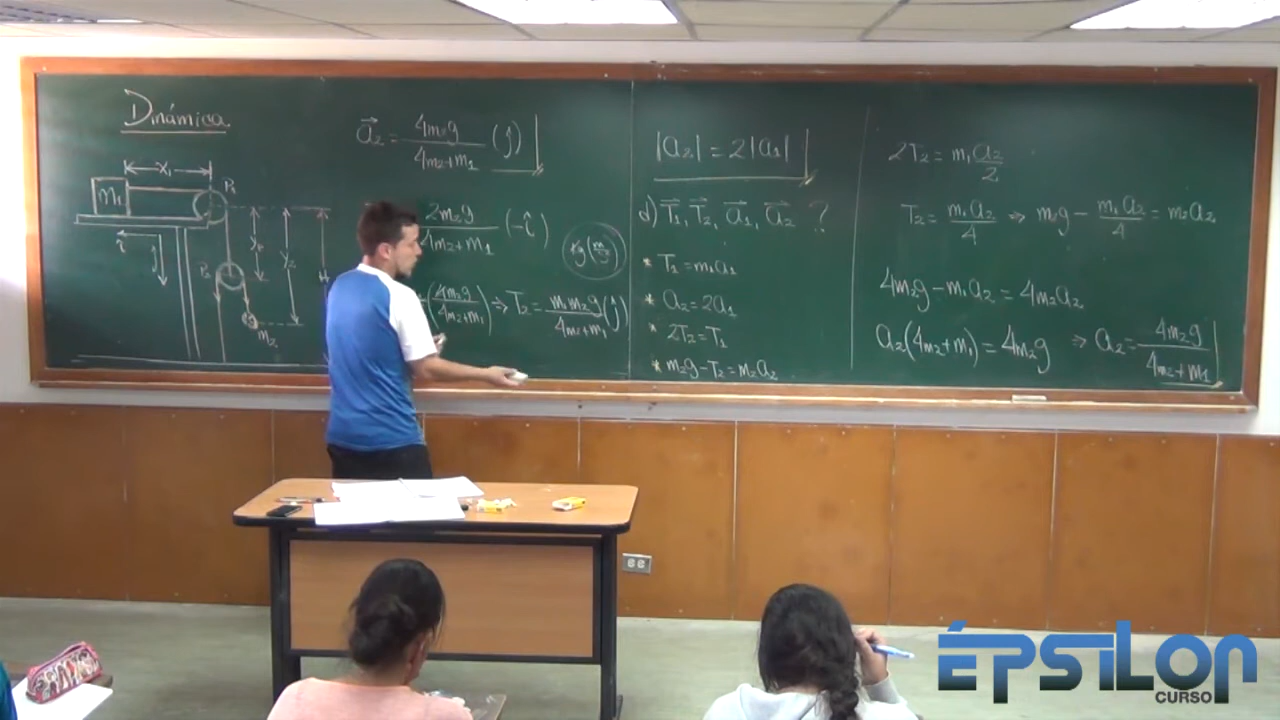 Dinámica
x₁
m₁
P₁
P₂
y₂
H
m₂
a⃗₂ = 4m₂g / 4m₂+m₁ (ĵ)
2m₂g / 4m₂+m₁ (-î)
(4m₂g / 4m₂+m₁) ⇒ T₂ = m₁m₂g / 4m₂+m₁ (ĵ)
|a₂| = 2|a₁|
d) T⃗₁, T⃗₂, a⃗₁, a⃗₂ ?
* T₁ = m₁a₁
* a₂ = 2a₁
* 2T₂ = T₁
* m₂g - T₂ = m₂a₂
2T₂ = m₁ a₂ / 2
T₂ = m₁a₂ / 4 ⇒ m₂g - m₁a₂ / 4 = m₂a₂
4m₂g - m₁a₂ = 4m₂a₂
a₂(4m₂+m₁) = 4m₂g ⇒ a₂ = 4m₂g / 4m₂+m₁
ÉPSILON
CURSO